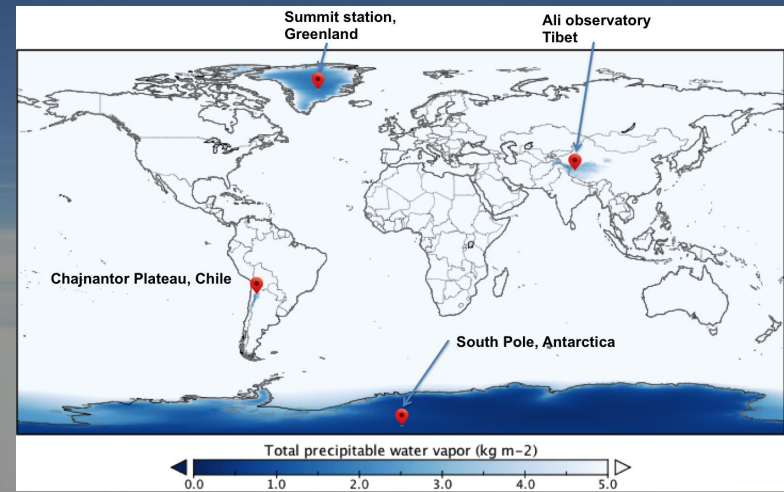 Summit station,
Greenland
Ali observatory
Tibet
Chajnantor Plateau, Chile
South Pole, Antarctica
Total precipitable water vapor (kg m-2)
0.0 1.0 2.0 3.0 4.0 5.0